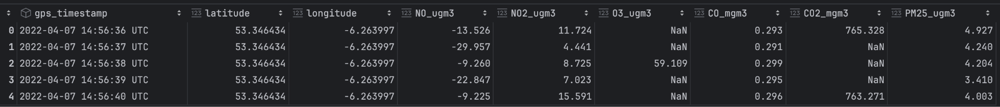 gps_timestamp 123 latitude 123 longitude 123 NO_ugm3 123 NO2_ugm3 123 O3_ugm3 123 CO_mgm3 123 CO2_mgm3 123 PM25_ugm3
0 2022-04-07 14:56:36 UTC 53.346434 -6.263997 -13.526 11.724 NaN 0.293 765.328 4.927
1 2022-04-07 14:56:37 UTC 53.346434 -6.263997 -29.957 4.441 NaN 0.291 NaN 4.240
2 2022-04-07 14:56:38 UTC 53.346434 -6.263997 -9.260 8.725 59.109 0.299 NaN 4.204
3 2022-04-07 14:56:39 UTC 53.346434 -6.263997 -22.847 7.023 NaN 0.295 NaN 3.410
4 2022-04-07 14:56:40 UTC 53.346434 -6.263997 -9.225 15.591 NaN 0.296 763.271 4.003